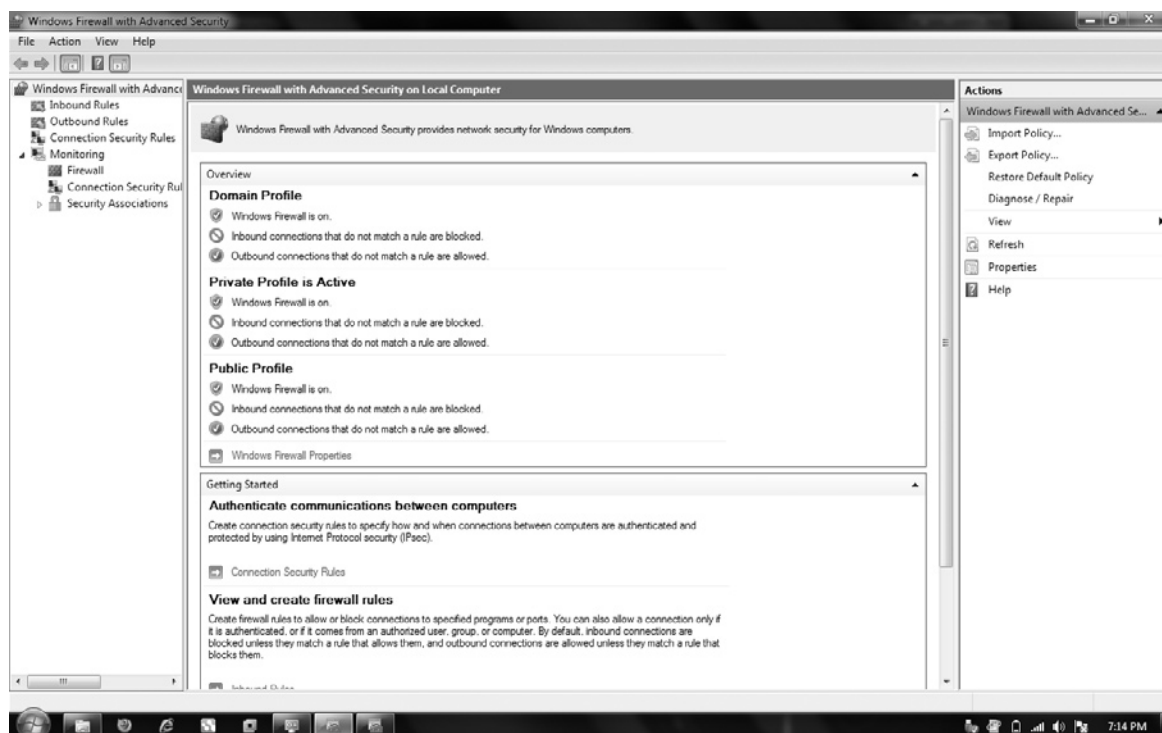 Windows Firewall with Advanced Security
File Action View Help
Windows Firewall with Advance
Inbound Rules
Outbound Rules
Connection Security Rules
Monitoring
Firewall
Connection Security Rul
Security Associations
Windows Firewall with Advanced Security on Local Computer
Windows Firewall with Advanced Security provides network security for Windows computers.
Overview
Domain Profile
Windows Firewall is on.
Inbound connections that do not match a rule are blocked.
Outbound connections that do not match a rule are allowed.
Private Profile is Active
Windows Firewall is on.
Inbound connections that do not match a rule are blocked.
Outbound connections that do not match a rule are allowed.
Public Profile
Windows Firewall is on.
Inbound connections that do not match a rule are blocked.
Outbound connections that do not match a rule are allowed.
Windows Firewall Properties
Getting Started
Authenticate communications between computers
Create connection security rules to specify how and when connections between computers are authenticated and
protected by using Internet Protocol security (IPsec).
Connection Security Rules
View and create firewall rules
Create firewall rules to allow or block connections to specified programs or ports. You can also allow a connection only if
it is authenticated, or if it comes from an authorized user, group, or computer. By default, inbound connections are
blocked unless they match a rule that allows them, and outbound connections are allowed unless they match a rule that
blocks them.
Inbound Rules
Actions
Windows Firewall with Advanced Se...
Import Policy...
Export Policy...
Restore Default Policy
Diagnose / Repair
View
Refresh
Properties
Help
7:14 PM